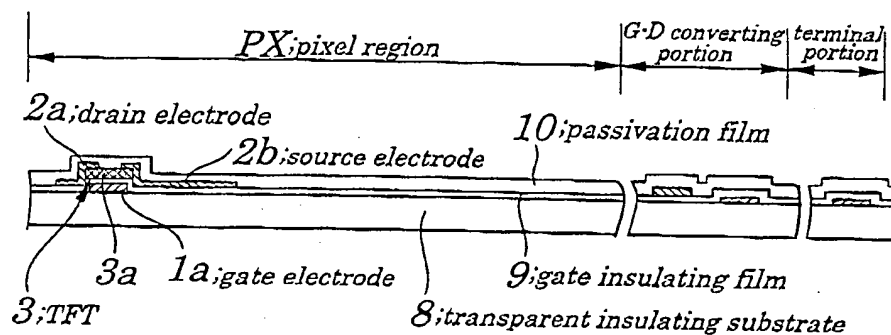 PX;pixel region
G·D converting portion
terminal portion
2a;drain electrode
10;passivation film
2b;source electrode
3a
1a;gate electrode
9;gate insulating film
3;TFT
8;transparent insulating substrate